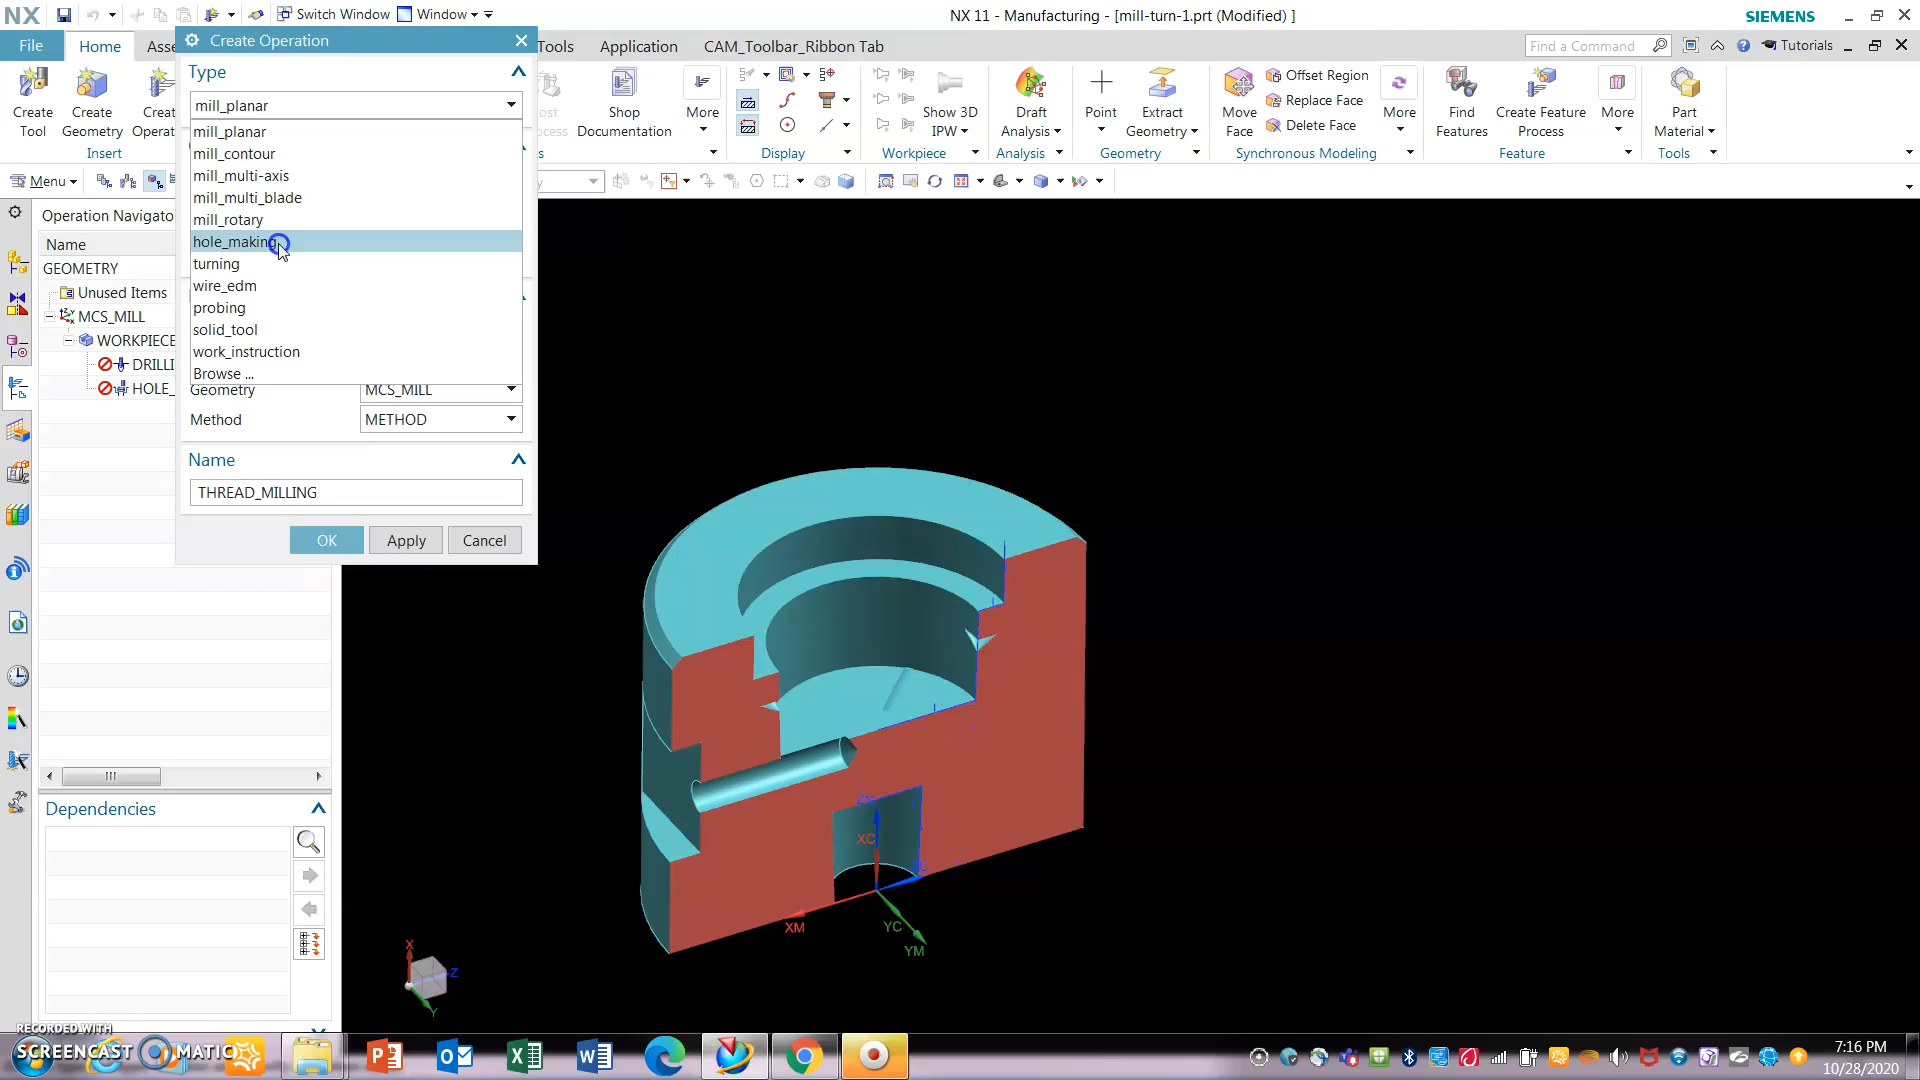 NX
Switch Window
Window
NX 11 - Manufacturing - [mill-turn-1.prt (Modified) ]
SIEMENS
File
Home
Asse
Tools
Application
CAM_Toolbar_Ribbon Tab
Find a Command
Tutorials
Create Operation
Type
mill_planar
mill_planar
mill_contour
mill_multi-axis
mill_multi_blade
mill_rotary
hole_making
turning
wire_edm
probing
solid_tool
work_instruction
Browse ...
Geometry
MCS_MILL
Method
METHOD
Name
THREAD_MILLING
OK
Apply
Cancel
Create Tool
Create Geometry
Creat Operat
Insert
Shop Documentation
More
Display
Show 3D IPW
Workpiece
Draft Analysis
Analysis
Point
Extract Geometry
Geometry
Move Face
Offset Region
Replace Face
Delete Face
More
Synchronous Modeling
Find Features
Create Feature Process
More
Feature
Part Material
Tools
Menu
Operation Navigato
Name
GEOMETRY
Unused Items
MCS_MILL
WORKPIECE
DRILLI
HOLE_
Dependencies
XC
YC
XM
YM
X
Z
Y
RECORDED WITH
SCREENCAST MATIC
7:16 PM
10/28/2020